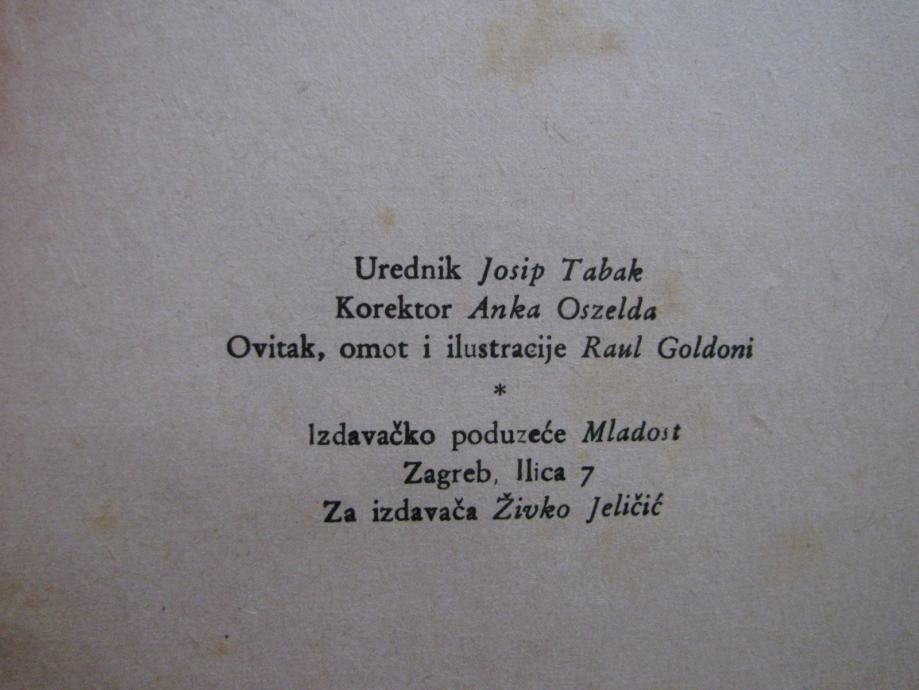 Urednik Josip Tabak
Korektor Anka Oszelda
Ovitak, omot i ilustracije Raul Goldoni
*
Izdavačko poduzeće Mladost
Zagreb, Ilica 7
Za izdavača Živko Jeličić